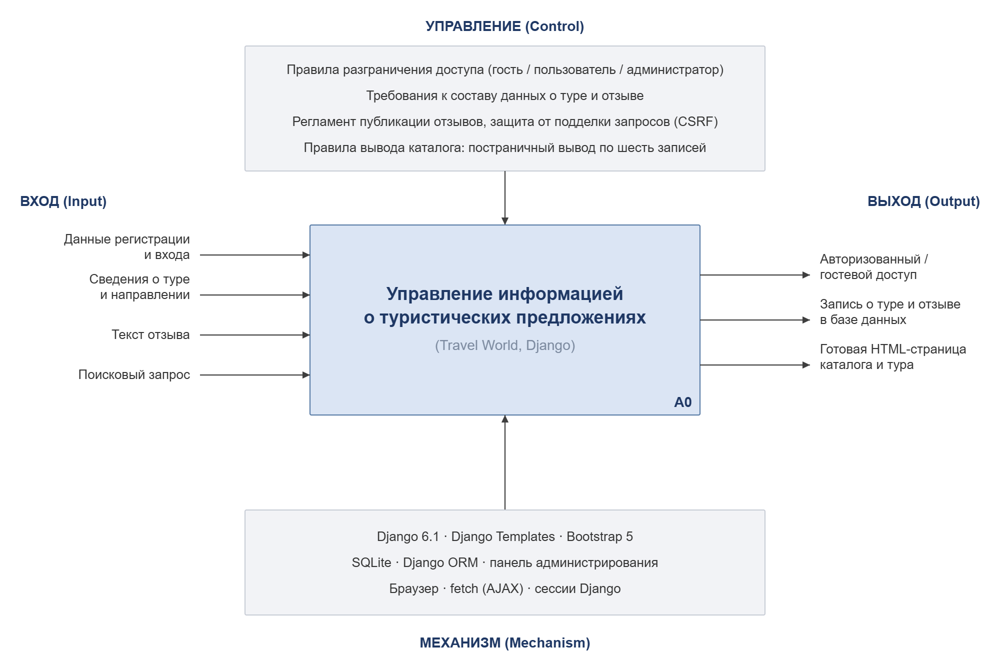 УПРАВЛЕНИЕ (Control)
Правила разграничения доступа (гость / пользователь / администратор)
Требования к составу данных о туре и отзыве
Регламент публикации отзывов, защита от подделки запросов (CSRF)
Правила вывода каталога: постраничный вывод по шесть записей
ВХОД (Input)
ВЫХОД (Output)
Данные регистрации
и входа
Сведения о туре
и направлении
Текст отзыва
Поисковый запрос
Управление информацией
о туристических предложениях
(Travel World, Django)
A0
Авторизованный /
гостевой доступ
Запись о туре и отзыве
в базе данных
Готовая HTML-страница
каталога и тура
Django 6.1 · Django Templates · Bootstrap 5
SQLite · Django ORM · панель администрирования
Браузер · fetch (AJAX) · сессии Django
МЕХАНИЗМ (Mechanism)